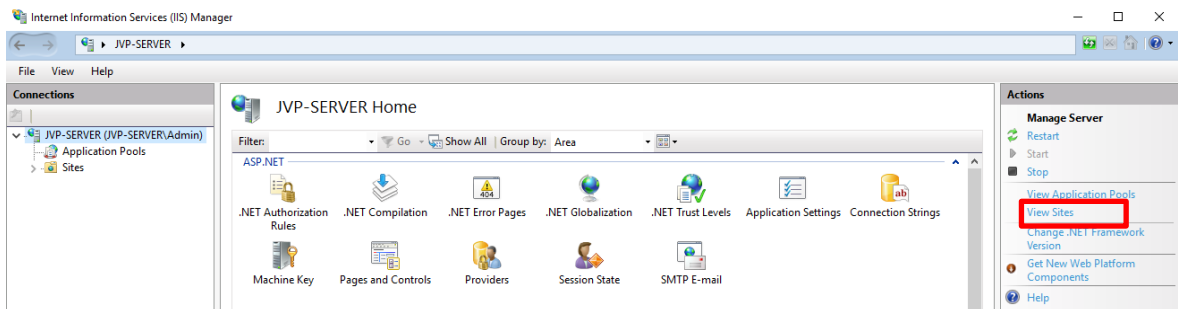 Internet Information Services (IIS) Manager
JVP-SERVER
File View Help
Connections
JVP-SERVER (JVP-SERVER\Admin)
Application Pools
Sites
JVP-SERVER Home
Filter: Go Show All Group by: Area
ASP.NET
.NET Authorization Rules
.NET Compilation
404
.NET Error Pages
.NET Globalization
.NET Trust Levels
Application Settings
ab
Connection Strings
Machine Key
Pages and Controls
Providers
Session State
SMTP E-mail
Actions
Manage Server
Restart
Start
Stop
View Application Pools
View Sites
Change .NET Framework
Version
Get New Web Platform
Components
Help